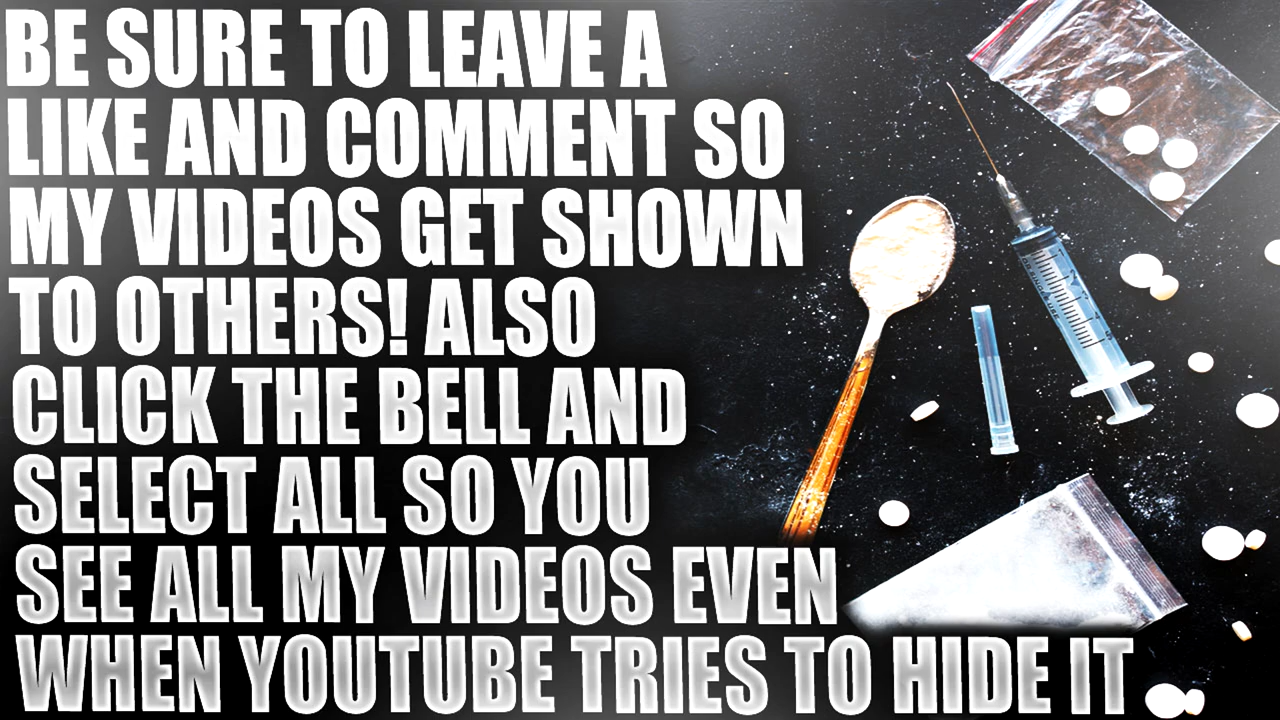 BE SURE TO LEAVE A
LIKE AND COMMENT SO
MY VIDEOS GET SHOWN
TO OTHERS! ALSO
CLICK THE BELL AND
SELECT ALL SO YOU
SEE ALL MY VIDEOS EVEN
WHEN YOUTUBE TRIES TO HIDE IT